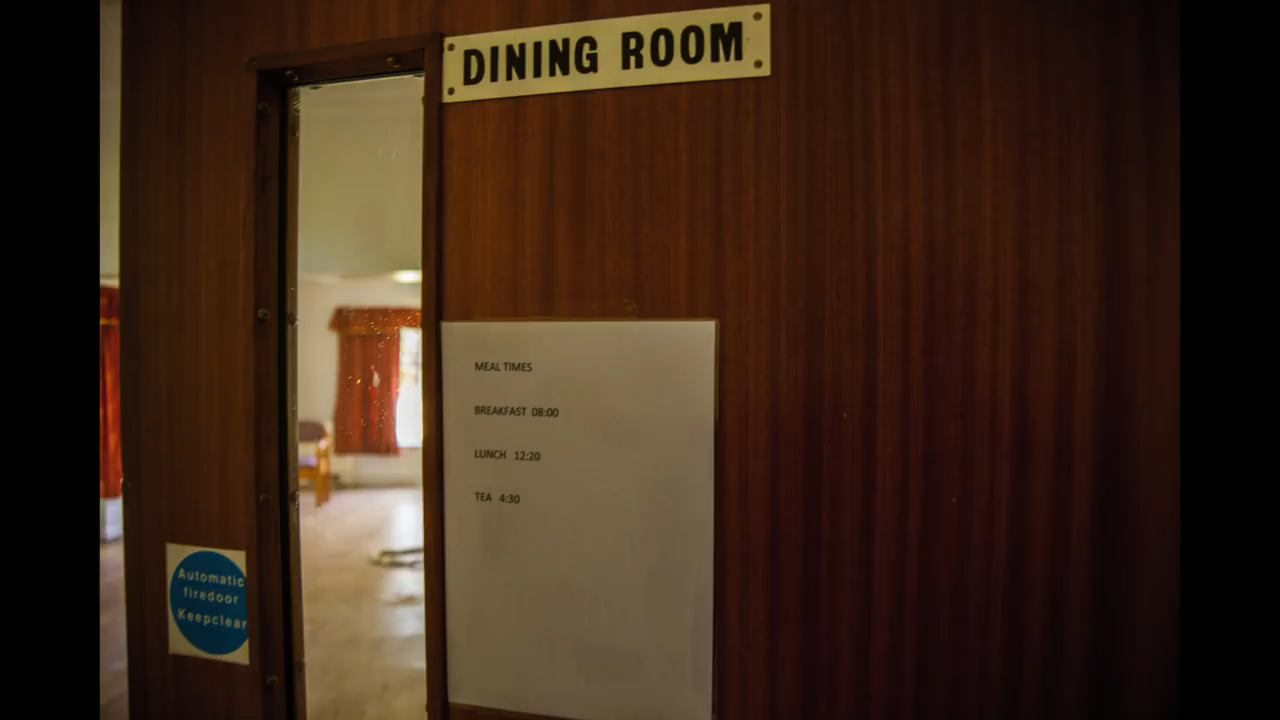 DINING ROOM
MEAL TIMES
BREAKFAST 08:00
LUNCH 12:20
TEA 4:30
Automatic
firedoor
Keepclear